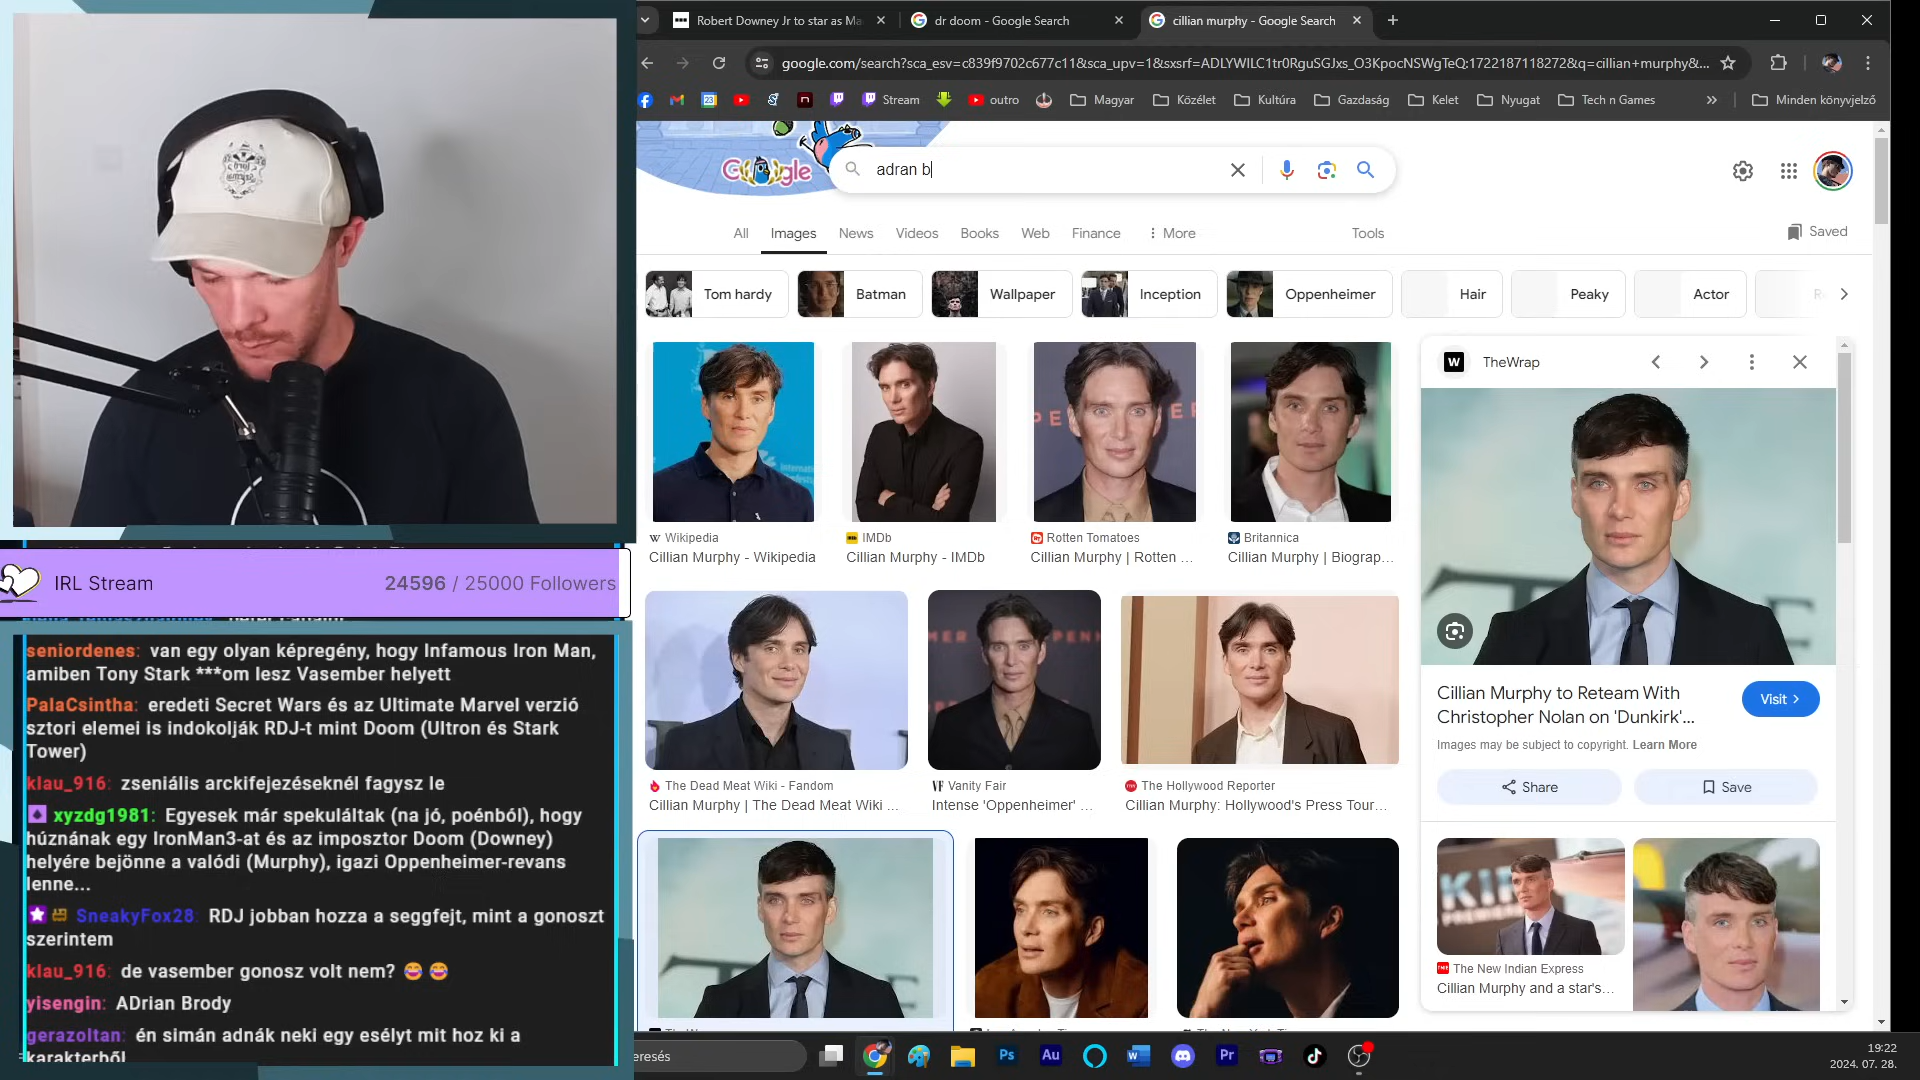 Robert Downey Jr to star as Ma
dr doom - Google Search
cillian murphy - Google Search
google.com/search?sca_esv=c839f9702c677c11&sca_upv=1&sxsrf=ADLYWILC1tr0RguSGJxs_O3KpocNSWgTeQ:1722187118272&q=cillian+murphy&...
Stream
outro
Magyar
Közélet
Kultúra
Gazdaság
Kelet
Nyugat
Tech n Games
Minden könyvjelző
Google
adran b
All
Images
News
Videos
Books
Web
Finance
More
Tools
Saved
Tom hardy
Batman
Wallpaper
Inception
Oppenheimer
Hair
Peaky
Actor
Wikipedia
Cillian Murphy - Wikipedia
IMDb
Cillian Murphy - IMDb
Rotten Tomatoes
Cillian Murphy | Rotten ...
Britannica
Cillian Murphy | Biograp...
The Dead Meat Wiki - Fandom
Cillian Murphy | The Dead Meat Wiki ...
Vanity Fair
Intense 'Oppenheimer' ...
The Hollywood Reporter
Cillian Murphy: Hollywood's Press Tour...
TheWrap
Cillian Murphy to Reteam With
Christopher Nolan on 'Dunkirk'...
Visit
Images may be subject to copyright. Learn More
Share
Save
The New Indian Express
Cillian Murphy and a star's...
IRL Stream
24596 / 25000 Followers
seniordenes: van egy olyan képregény, hogy Infamous Iron Man,
amiben Tony Stark ***om lesz Vasember helyett
PalaCsintha: eredeti Secret Wars és az Ultimate Marvel verzió
sztori elemei is indokolják RDJ-t mint Doom (Ultron és Stark
Tower)
klau_916: zseniális arckifejezéseknél fagysz le
xyzdg1981: Egyesek már spekuláltak (na jó, poénból), hogy
húznának egy IronMan3-at és az imposztor Doom (Downey)
helyére bejönne a valódi (Murphy), igazi Oppenheimer-revans
lenne...
SneakyFox28: RDJ jobban hozza a seggfejt, mint a gonoszt
szerintem
klau_916: de vasember gonosz volt nem? 😂 😂
yisengin: ADrian Brody
gerazoltan: én simán adnák neki egy esélyt mit hoz ki a
karakterből
eresés
19:22
2024. 07. 28.